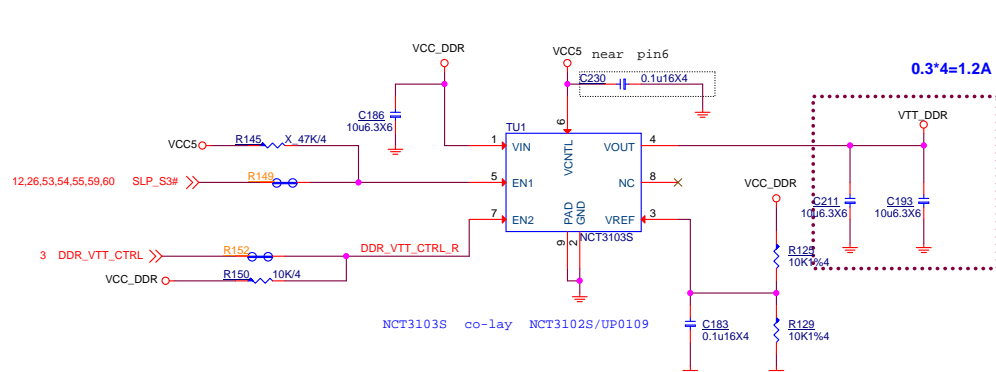 VCC_DDR
VCC5
near pin6
0.3*4=1.2A
C230
0.1u16X4
C186
10u6.3X6
VTT_DDR
6
TU1
VCC5
R145
X_47K/4
1
VIN
VCNTL
VOUT
4
12,26,53,54,55,59,60
SLP_S3#
R149
5
EN1
NC
8
VCC_DDR
C211
10u6.3X6
C193
10u6.3X6
7
EN2
PAD
GND
VREF
3
9
2
NCT3103S
3
DDR_VTT_CTRL
R152
DDR_VTT_CTRL_R
R125
10K1%4
VCC_DDR
R150
10K/4
NCT3103S co-lay NCT3102S/UP0109
C183
0.1u16X4
R129
10K1%4